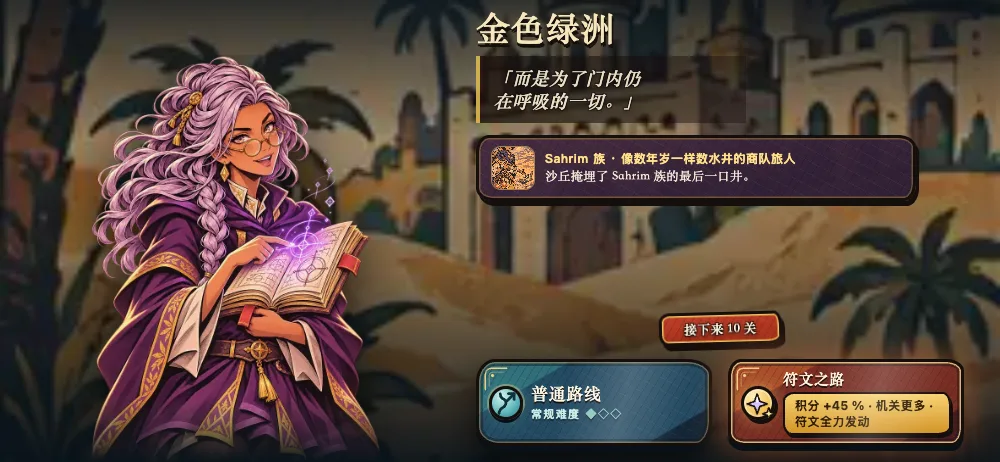 金色绿洲
「而是为了门内仍
在呼吸的一切。」
Sahrim 族 · 像数年岁一样数水井的商队旅人
沙丘掩埋了 Sahrim 族的最后一口井。
接下来 10 关
普通路线
常规难度 ◆◇◇
符文之路
积分 +45 % · 机关更多 ·
符文全力发动